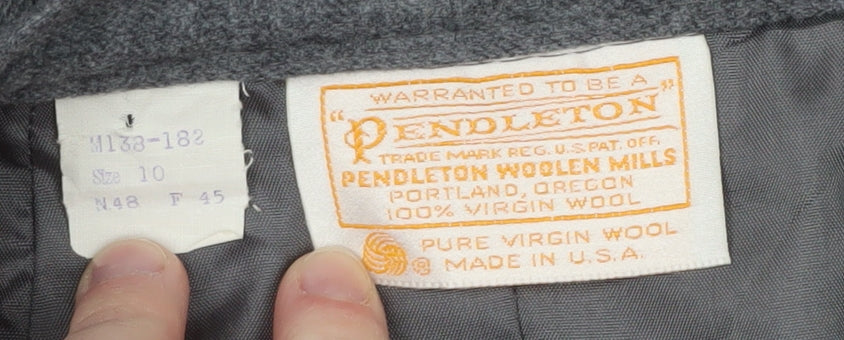 M138-182
Size 10
N48 F 45
WARRANTED TO BE A
"PENDLETON"
TRADE MARK REG. U.S. PAT. OFF.
PENDLETON WOOLEN MILLS
PORTLAND, OREGON
100% VIRGIN WOOL
PURE VIRGIN WOOL
® MADE IN U.S.A.